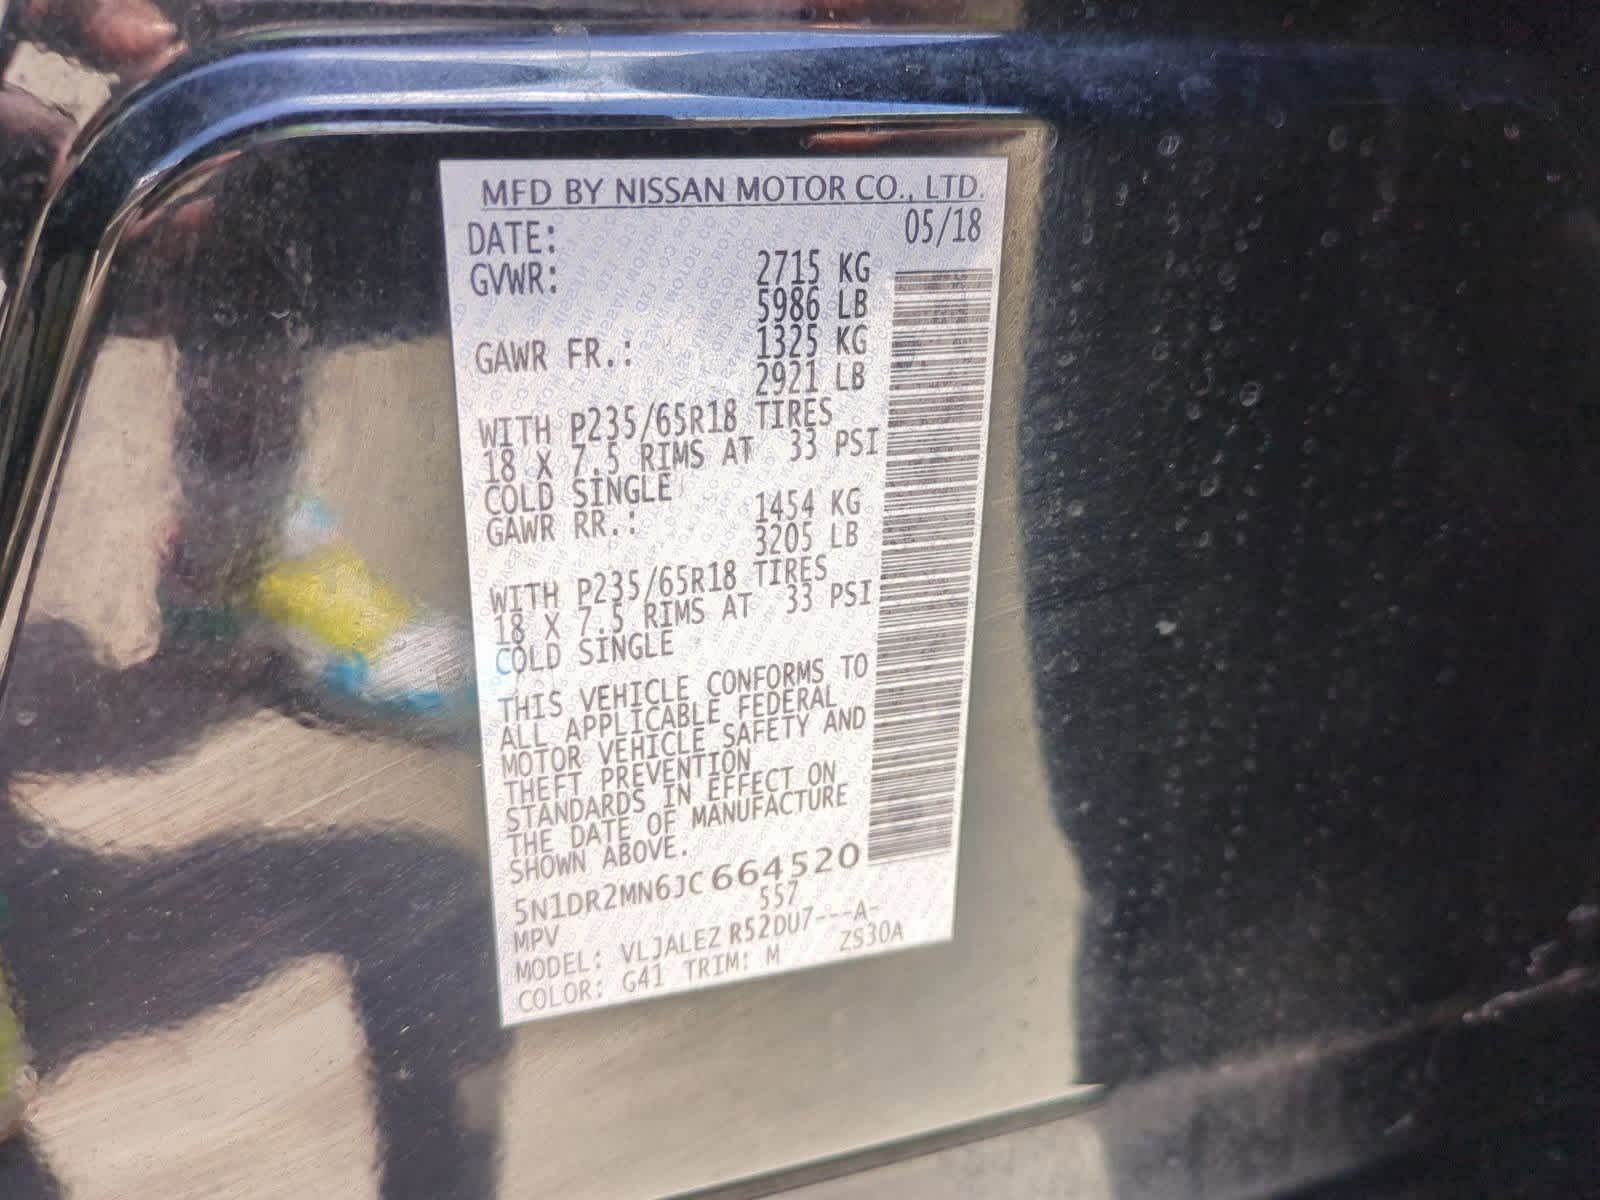 MFD BY NISSAN MOTOR CO., LTD.
DATE: 05/18
GVWR: 2715 KG
5986 LB
GAWR FR.: 1325 KG
2921 LB
WITH P235/65R18 TIRES
18 X 7.5 RIMS AT 33 PSI
COLD SINGLE
GAWR RR.: 1454 KG
3205 LB
WITH P235/65R18 TIRES
18 X 7.5 RIMS AT 33 PSI
COLD SINGLE
THIS VEHICLE CONFORMS TO
ALL APPLICABLE FEDERAL
MOTOR VEHICLE SAFETY AND
THEFT PREVENTION
STANDARDS IN EFFECT ON
THE DATE OF MANUFACTURE
SHOWN ABOVE.
5N1DR2MN6JC664520
MPV 557
MODEL: VLJALEZ R52DU7---A-
COLOR: G41 TRIM: M ZS30A